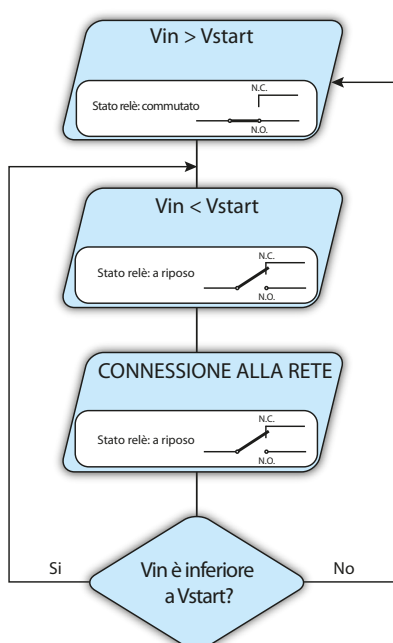 Vin > Vstart
N.C.
Stato relè: commutato
N.O.
Vin < Vstart
N.C.
Stato relè: a riposo
N.O.
CONNESSIONE ALLA RETE
N.C.
Stato relè: a riposo
N.O.
Si
Vin è inferiore
a Vstart?
No